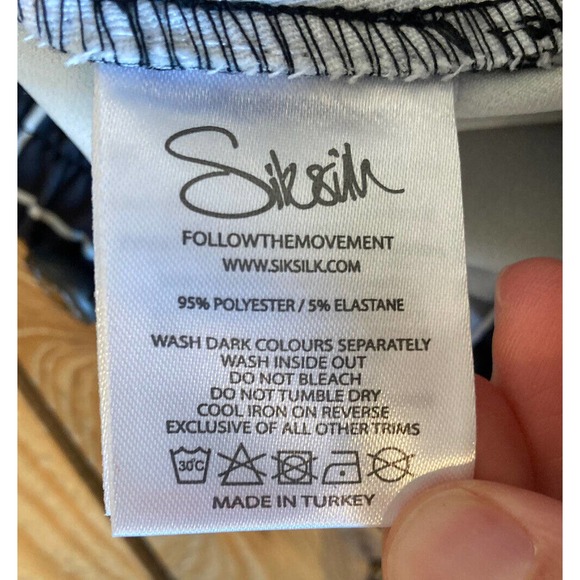 Siksilk
FOLLOWTHEMOVEMENT
WWW.SIKSILK.COM
95% POLYESTER / 5% ELASTANE
WASH DARK COLOURS SEPARATELY
WASH INSIDE OUT
DO NOT BLEACH
DO NOT TUMBLE DRY
COOL IRON ON REVERSE
EXCLUSIVE OF ALL OTHER TRIMS
30°C
MADE IN TURKEY